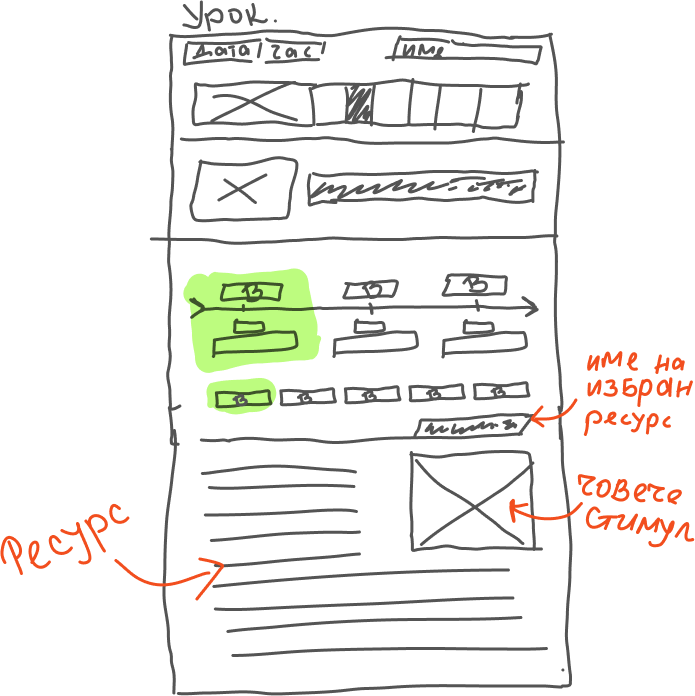 Урок.
Дата час
име
В В В
В В В В В
име на
избран
ресурс
човече
стимул
Ресурс